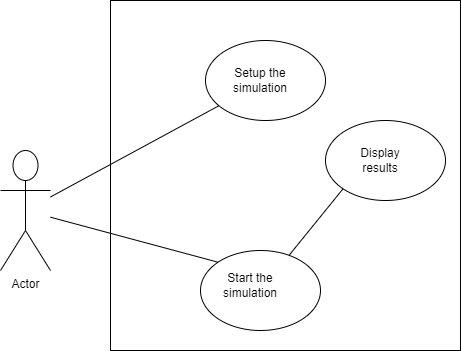 Setup the
simulation
Display
results
Actor
Start the
simulation